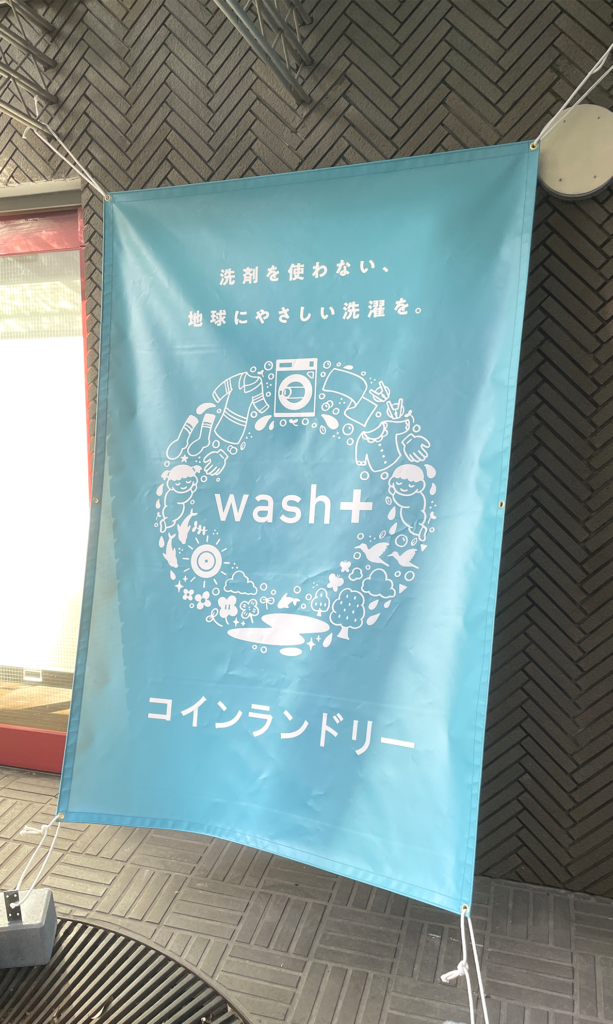 洗剤を使わない、
地球にやさしい洗濯を。
wash+
コインランドリー